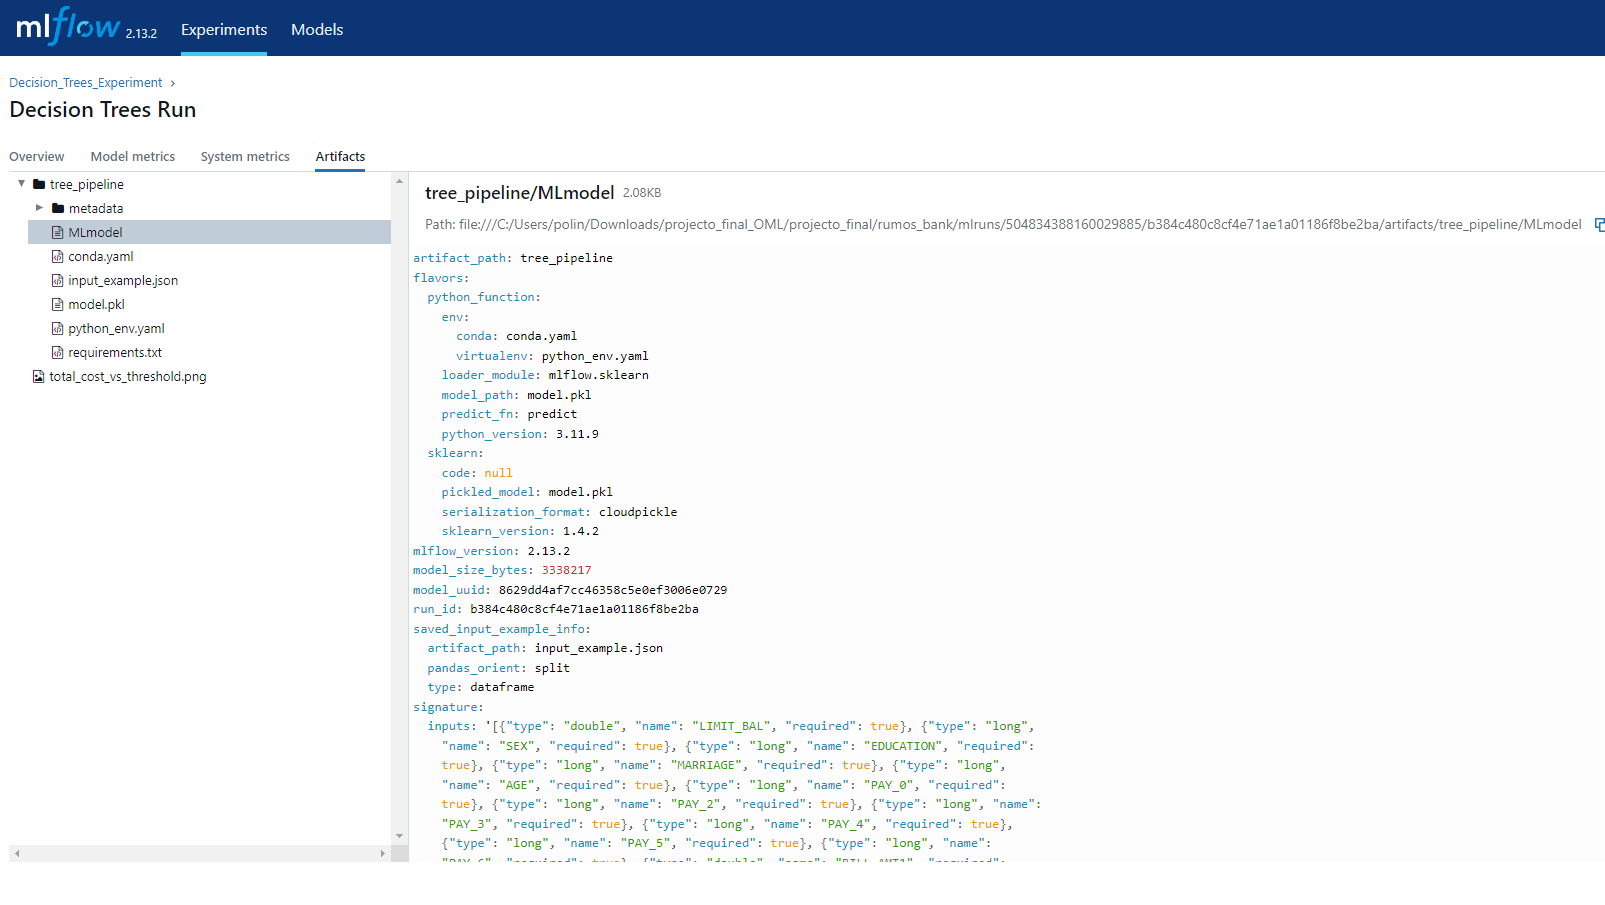 mlflow 2.13.2 Experiments Models
Decision_Trees_Experiment ›
Decision Trees Run
Overview Model metrics System metrics Artifacts
tree_pipeline
metadata
MLmodel
conda.yaml
input_example.json
model.pkl
python_env.yaml
requirements.txt
total_cost_vs_threshold.png
tree_pipeline/MLmodel 2.08KB
Path: file:///C:/Users/polin/Downloads/projecto_final_OML/projecto_final/rumos_bank/mlruns/504834388160029885/b384c480c8cf4e71ae1a01186f8be2ba/artifacts/tree_pipeline/MLmodel
artifact_path: tree_pipeline
flavors:
python_function:
env:
conda: conda.yaml
virtualenv: python_env.yaml
loader_module: mlflow.sklearn
model_path: model.pkl
predict_fn: predict
python_version: 3.11.9
sklearn:
code: null
pickled_model: model.pkl
serialization_format: cloudpickle
sklearn_version: 1.4.2
mlflow_version: 2.13.2
model_size_bytes: 3338217
model_uuid: 8629dd4af7cc46358c5e0ef3006e0729
run_id: b384c480c8cf4e71ae1a01186f8be2ba
saved_input_example_info:
artifact_path: input_example.json
pandas_orient: split
type: dataframe
signature:
inputs: '[{"type": "double", "name": "LIMIT_BAL", "required": true}, {"type": "long",
"name": "SEX", "required": true}, {"type": "long", "name": "EDUCATION", "required":
true}, {"type": "long", "name": "MARRIAGE", "required": true}, {"type": "long",
"name": "AGE", "required": true}, {"type": "long", "name": "PAY_0", "required":
true}, {"type": "long", "name": "PAY_2", "required": true}, {"type": "long", "name":
"PAY_3", "required": true}, {"type": "long", "name": "PAY_4", "required": true},
{"type": "long", "name": "PAY_5", "required": true}, {"type": "long", "name":
"PAY_6", "required": true}, {"type": "double", "name": "BILL_AMT1", "required":